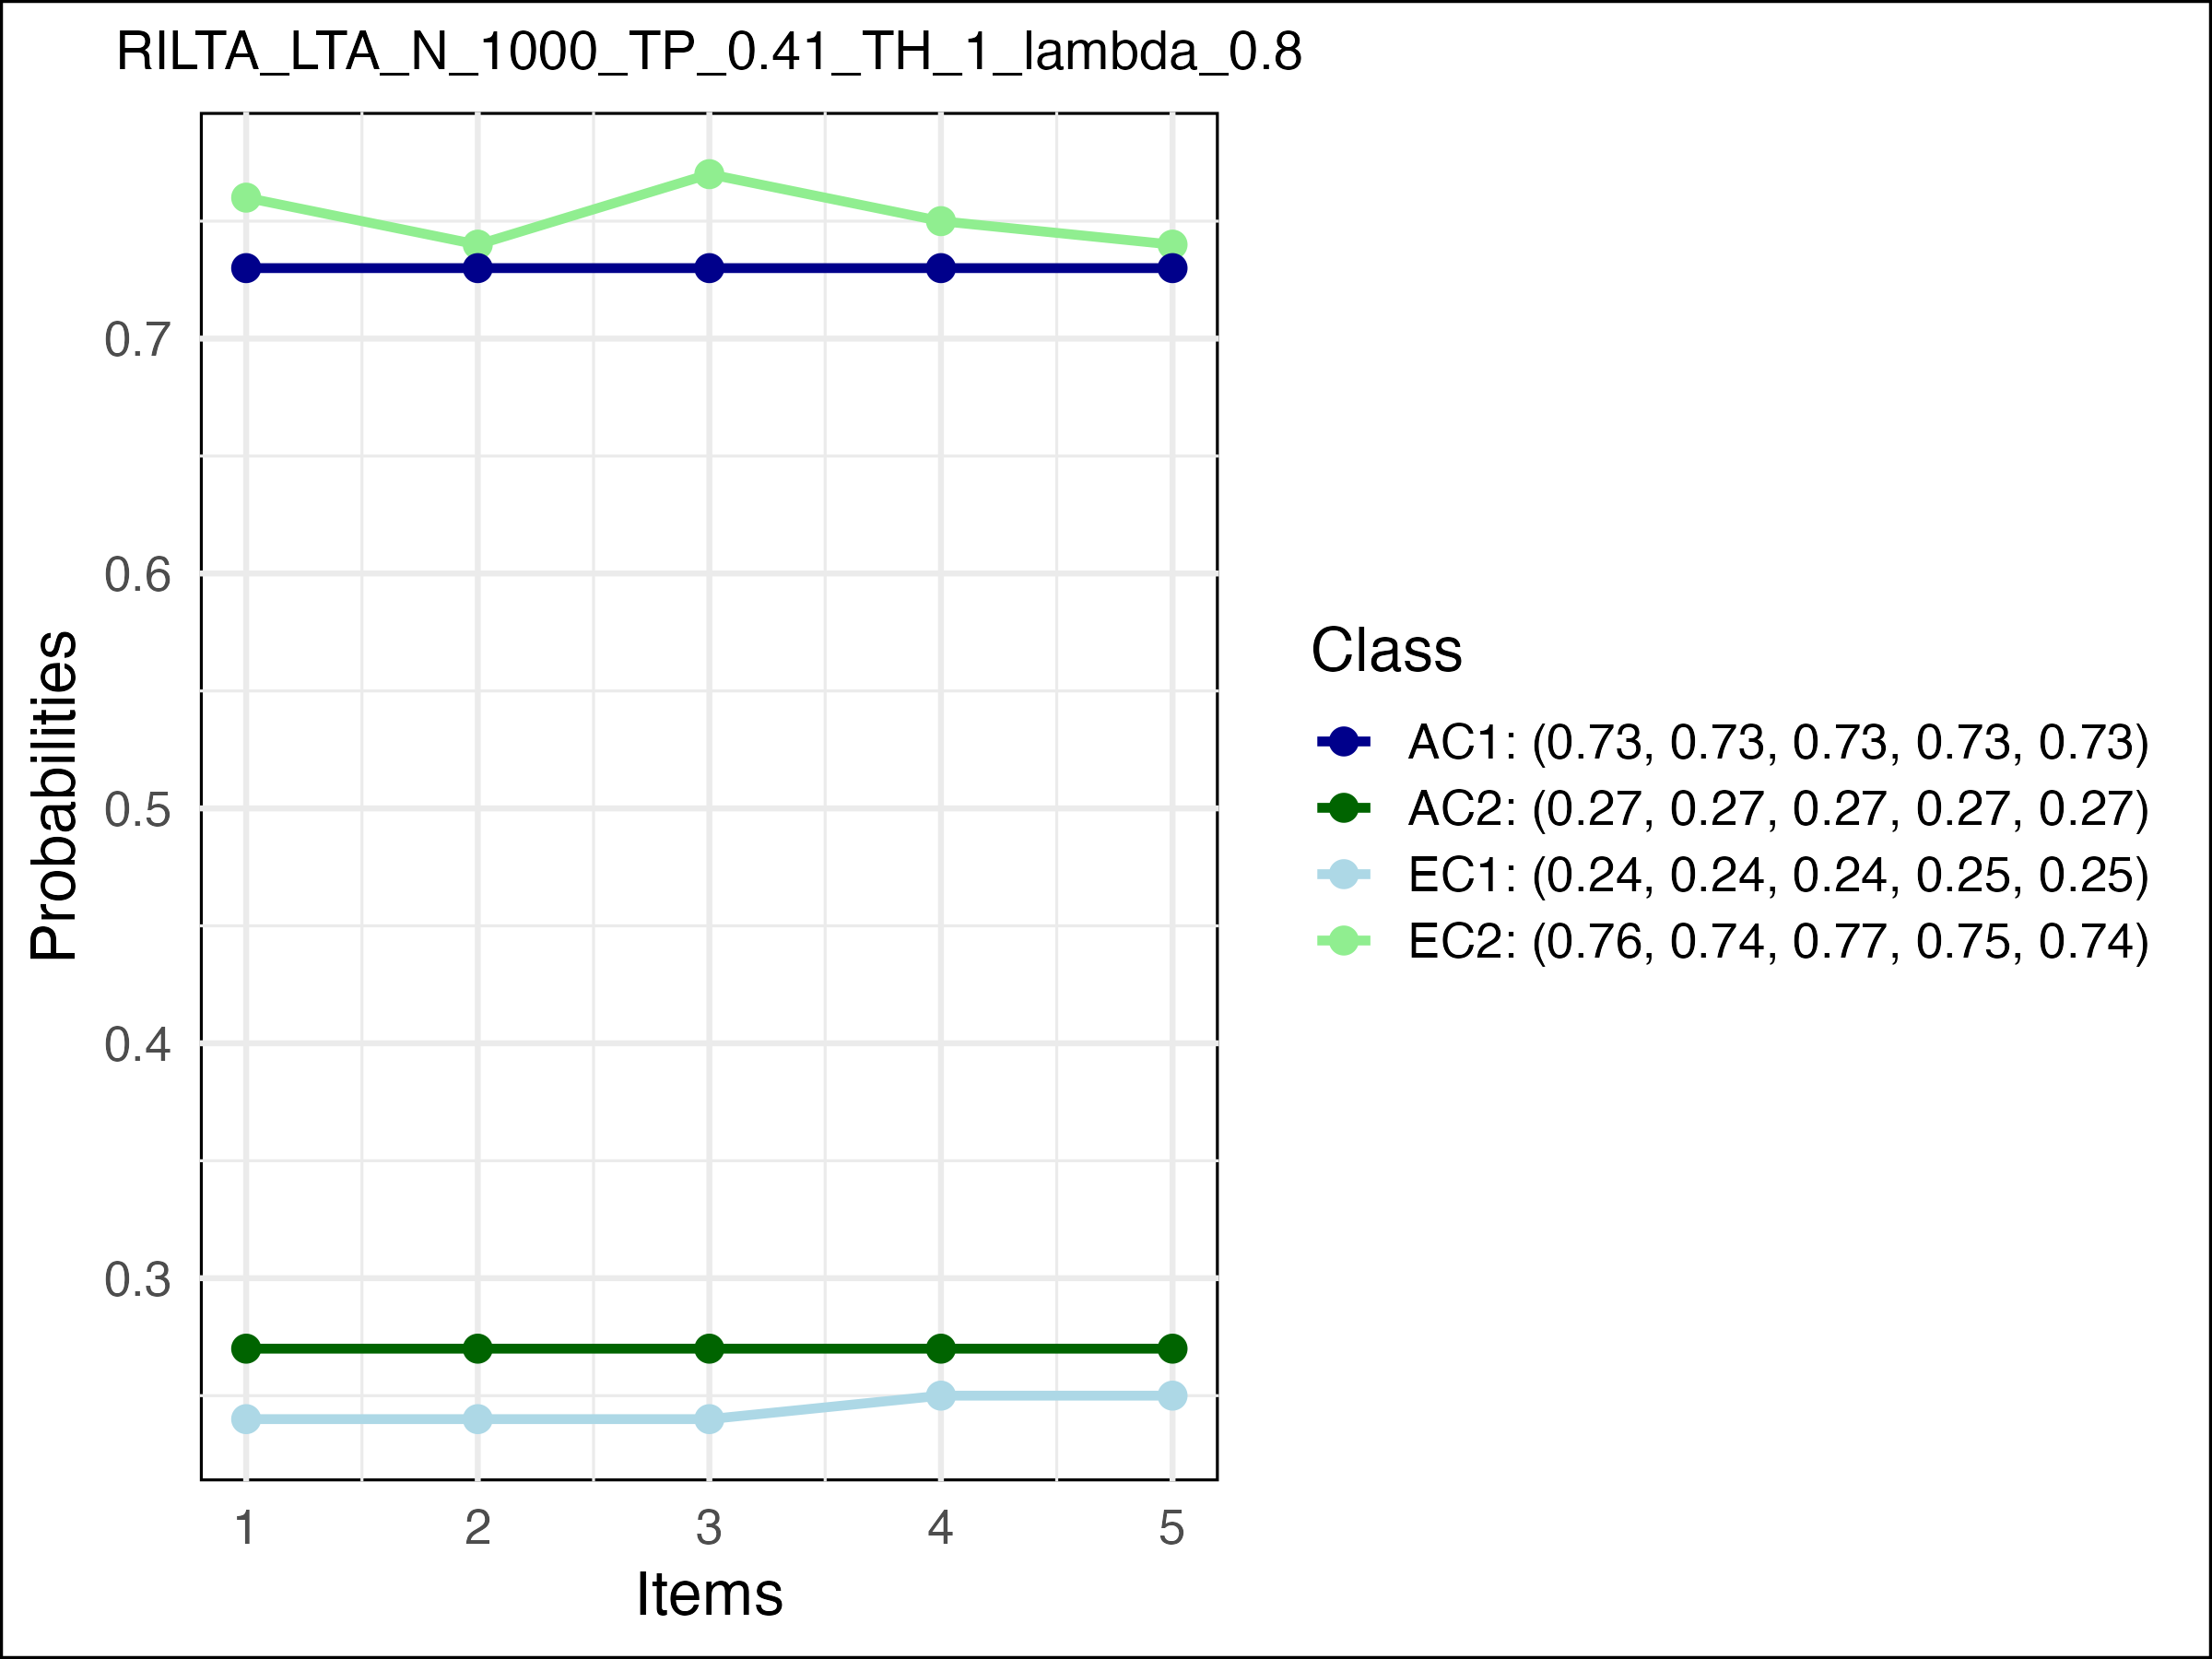 RILTA_LTA_N_1000_TP_0.41_TH_1_lambda_0.8
Probabilities
0.7
0.6
0.5
0.4
0.3
1 2 3 4 5
Items
Class
AC1: (0.73, 0.73, 0.73, 0.73, 0.73)
AC2: (0.27, 0.27, 0.27, 0.27, 0.27)
EC1: (0.24, 0.24, 0.24, 0.25, 0.25)
EC2: (0.76, 0.74, 0.77, 0.75, 0.74)